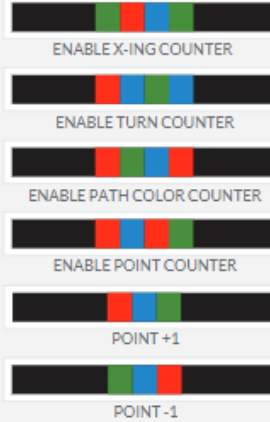 ENABLE X-ING COUNTER
ENABLE TURN COUNTER
ENABLE PATH COLOR COUNTER
ENABLE POINT COUNTER
POINT +1
POINT -1